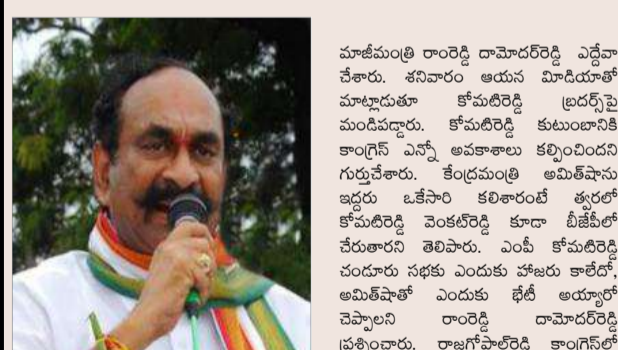 మాజీమంత్రి రాంరెడ్డి దామోదర్‌రెడ్డి ఎద్దేవా
చేశారు. శనివారం ఆయన మీడియాతో
మాట్లాడుతూ కోమటిరెడ్డి బ్రదర్స్‌పై
మండిపడ్డారు. కోమటిరెడ్డి కుటుంబానికి
కాంగ్రెస్ ఎన్నో అవకాశాలు కల్పించిందని
గుర్తుచేశారు. కేంద్రమంత్రి అమిత్‌షాను
ఇద్దరు ఒకేసారి కలిశారంటే త్వరలో
కోమటిరెడ్డి వెంకట్‌రెడ్డి కూడా బీజేపీలో
చేరుతారని తెలిపారు. ఎంపీ కోమటిరెడ్డి
చండూరు సభకు ఎందుకు హాజరు కాలేదో,
అమిత్‌షాతో ఎందుకు భేటీ అయ్యారో
చెప్పాలని రాంరెడ్డి దామోదర్‌రెడ్డి
ప్రశ్నించారు. రాజగోపాల్‌రెడ్డి కాంగ్రెస్‌లో